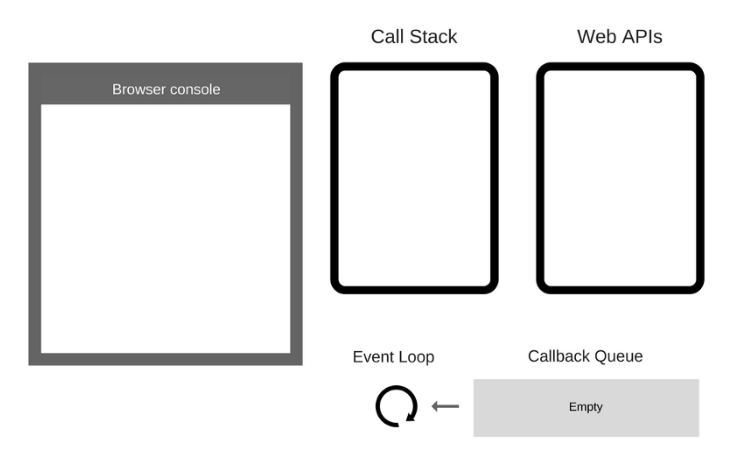 Call Stack
Web APIs
Browser console
Event Loop
Callback Queue
Empty